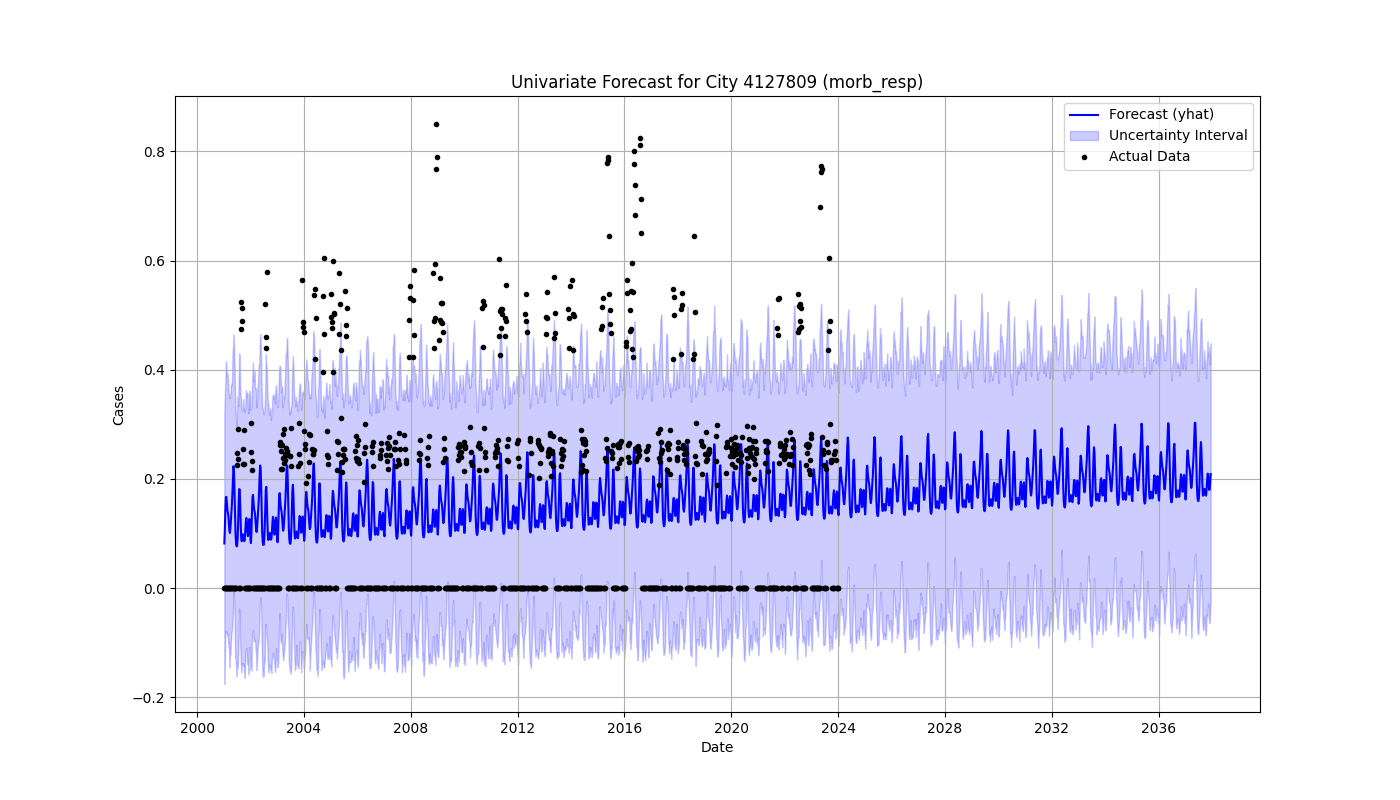 Univariate Forecast for City 4127809 (morb_resp)
Forecast (yhat)
Uncertainty Interval
Actual Data
Cases
0.8
0.6
0.4
0.2
0.0
−0.2
2000 2004 2008 2012 2016 2020 2024 2028 2032 2036
Date